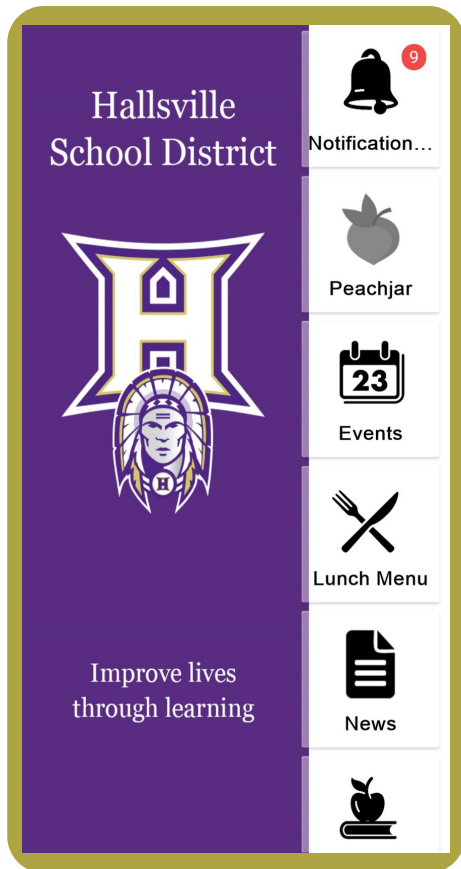 Hallsville
School District
H
H
Improve lives
through learning
9
Notification...
Peachjar
23
Events
Lunch Menu
News